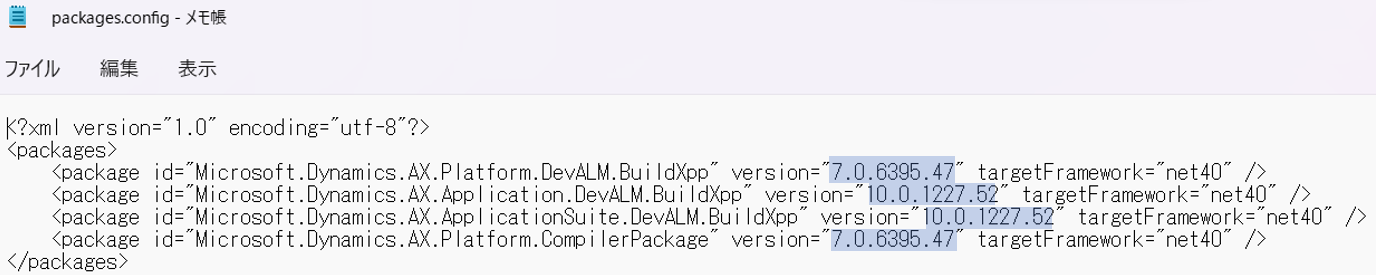 packages.config - メモ帳
ファイル 編集 表示
<?xml version="1.0" encoding="utf-8"?>
<packages>
    <package id="Microsoft.Dynamics.AX.Platform.DevALM.BuildXpp" version="7.0.6395.47" targetFramework="net40" />
    <package id="Microsoft.Dynamics.AX.Application.DevALM.BuildXpp" version="10.0.1227.52" targetFramework="net40" />
    <package id="Microsoft.Dynamics.AX.ApplicationSuite.DevALM.BuildXpp" version="10.0.1227.52" targetFramework="net40" />
    <package id="Microsoft.Dynamics.AX.Platform.CompilerPackage" version="7.0.6395.47" targetFramework="net40" />
</packages>